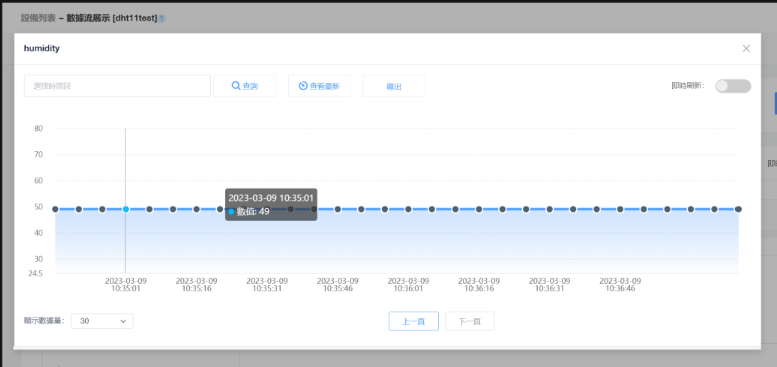 設備列表 – 數據流展示 [dht11test]
humidity
選擇時間段
查詢
查看最新
導出
即時刷新:
80
70
60
50
40
30
24.5
2023-03-09 10:35:01
數值: 49
2023-03-09
10:35:01
2023-03-09
10:35:16
2023-03-09
10:35:31
2023-03-09
10:35:46
2023-03-09
10:36:01
2023-03-09
10:36:16
2023-03-09
10:36:31
2023-03-09
10:36:46
顯示數據量:
30
上一頁
下一頁